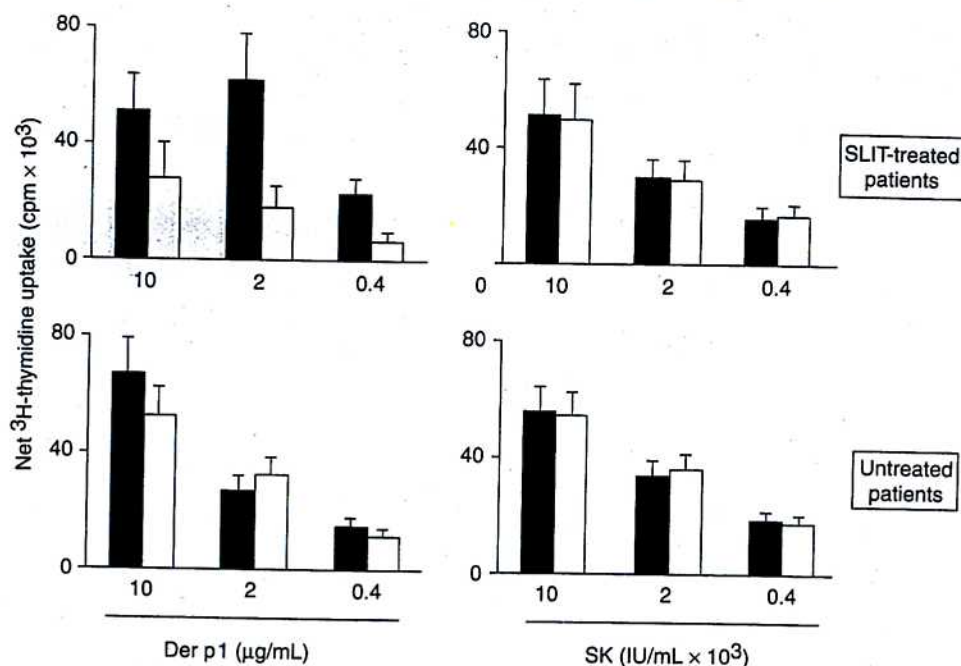 80
40
0
10 2 0.4
80
40
0
10 2 0.4
SLIT-treated
patients
80
40
0
10 2 0.4
80
40
0
10 2 0.4
Untreated
patients
Net ³H-thymidine uptake (cpm × 10³)
Der p1 (μg/mL)
SK (IU/mL × 10³)